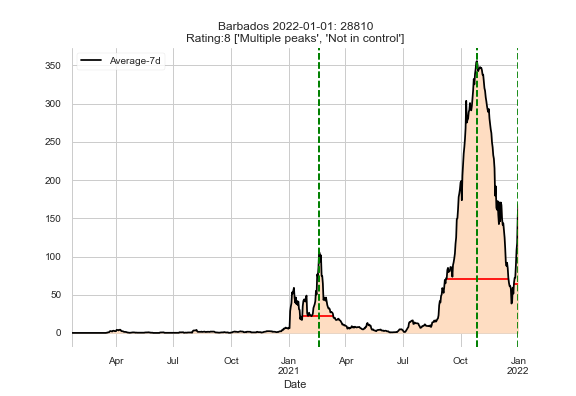 Barbados 2022-01-01: 28810
Rating:8 ['Multiple peaks', 'Not in control']
Average-7d
350
300
250
200
150
100
50
0
Apr Jul Oct Jan Apr Jul Oct Jan
2021 2022
Date